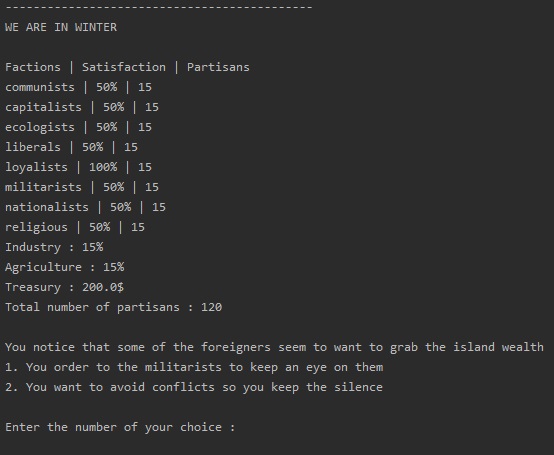 --------------------------------------------
WE ARE IN WINTER
Factions | Satisfaction | Partisans
communists | 50% | 15
capitalists | 50% | 15
ecologists | 50% | 15
liberals | 50% | 15
loyalists | 100% | 15
militarists | 50% | 15
nationalists | 50% | 15
religious | 50% | 15
Industry : 15%
Agriculture : 15%
Treasury : 200.0$
Total number of partisans : 120
You notice that some of the foreigners seem to want to grab the island wealth
1. You order to the militarists to keep an eye on them
2. You want to avoid conflicts so you keep the silence
Enter the number of your choice :